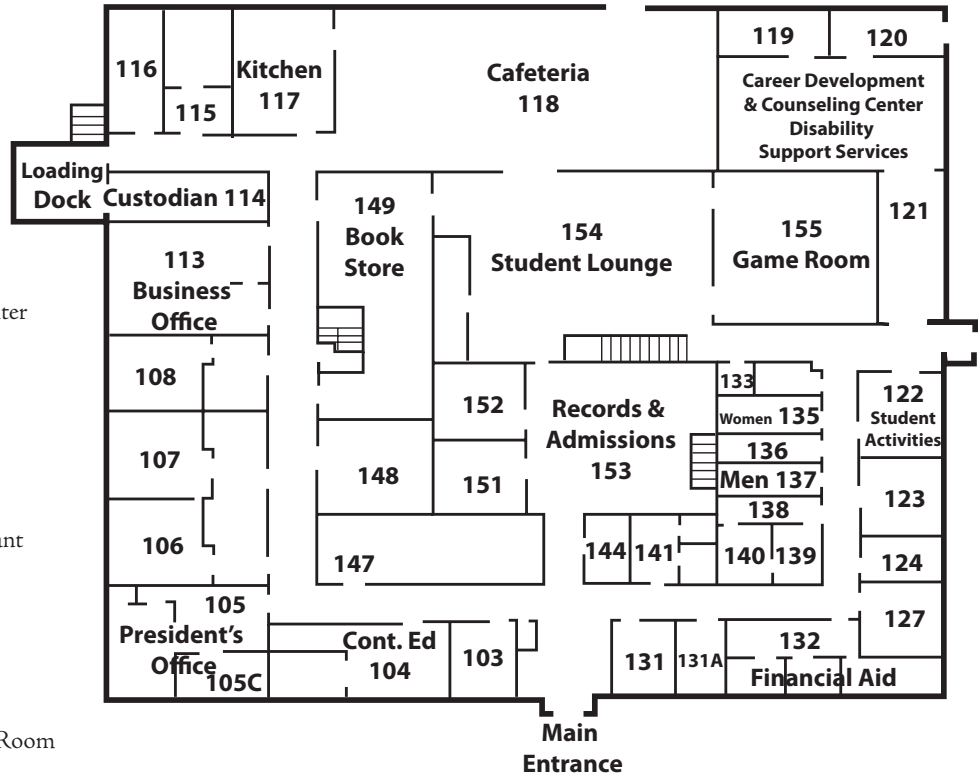 116
115
Kitchen
117
Cafeteria
118
119
120
Career Development
& Counseling Center
Disability
Support Services
Loading
Dock
Custodian 114
149
Book
Store
154
Student Lounge
155
Game Room
121
113
Business
Office
108
107
106
152
151
148
147
Records &
Admissions
153
133
Women 135
136
Men 137
138
140
139
144
141
122
Student
Activities
123
124
127
105
President's
Office
105C
Cont. Ed
104
103
131
131A
132
Financial Aid
Main
Entrance
Room